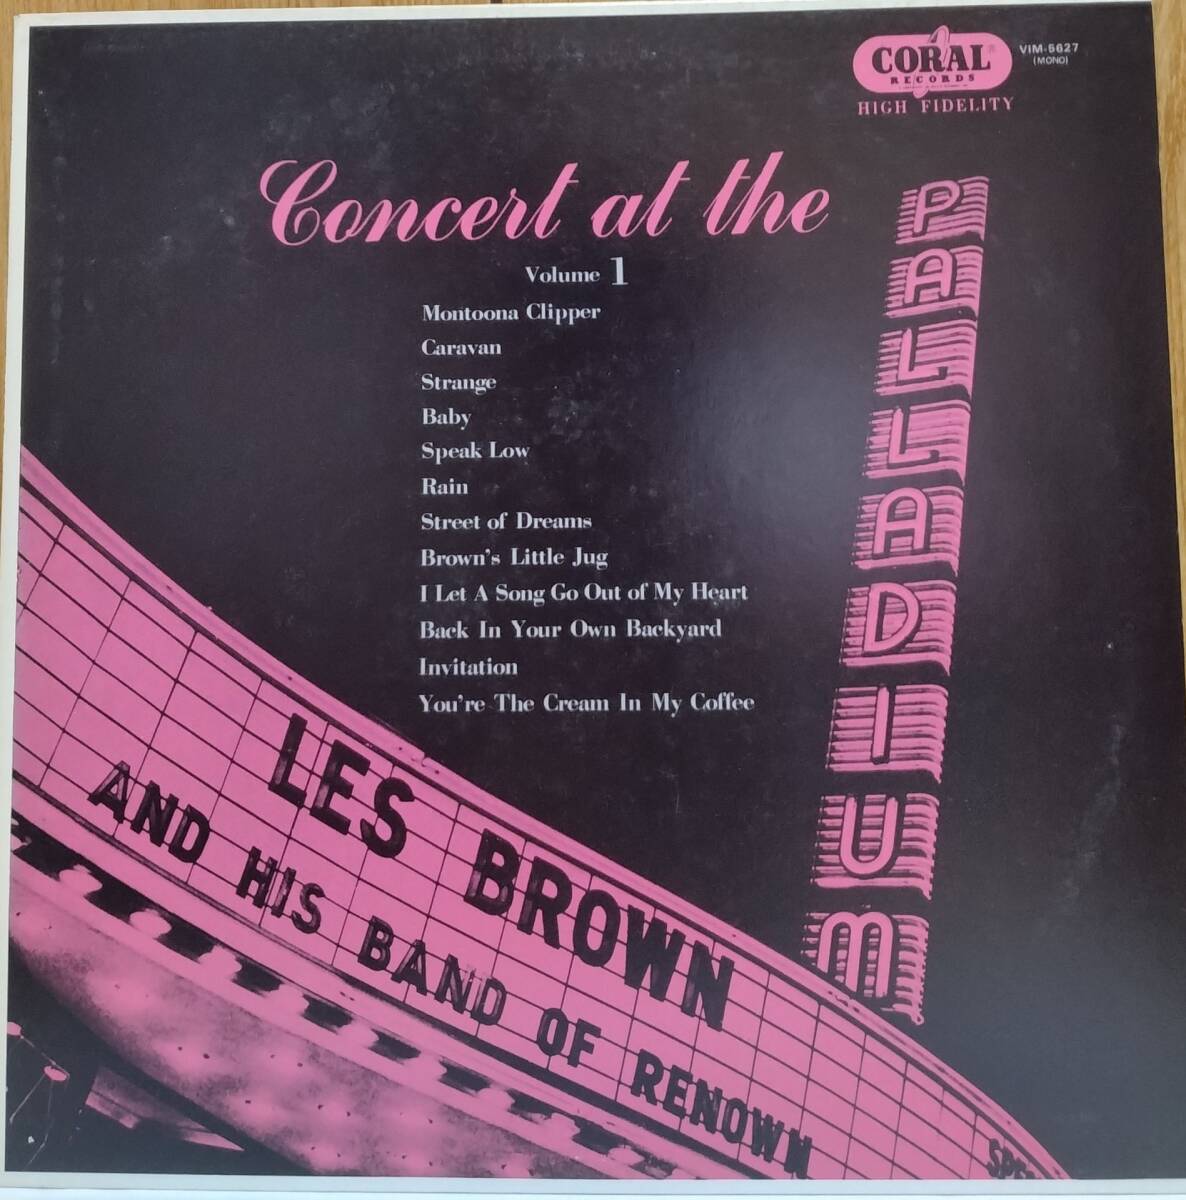 CORAL
RECORDS
HIGH FIDELITY
VIM-5627
(MONO)
Concert at the
PALLADIUM
Volume 1
Montoona Clipper
Caravan
Strange
Baby
Speak Low
Rain
Street of Dreams
Brown's Little Jug
I Let A Song Go Out of My Heart
Back In Your Own Backyard
Invitation
You're The Cream In My Coffee
LES BROWN
AND HIS BAND OF RENOWN